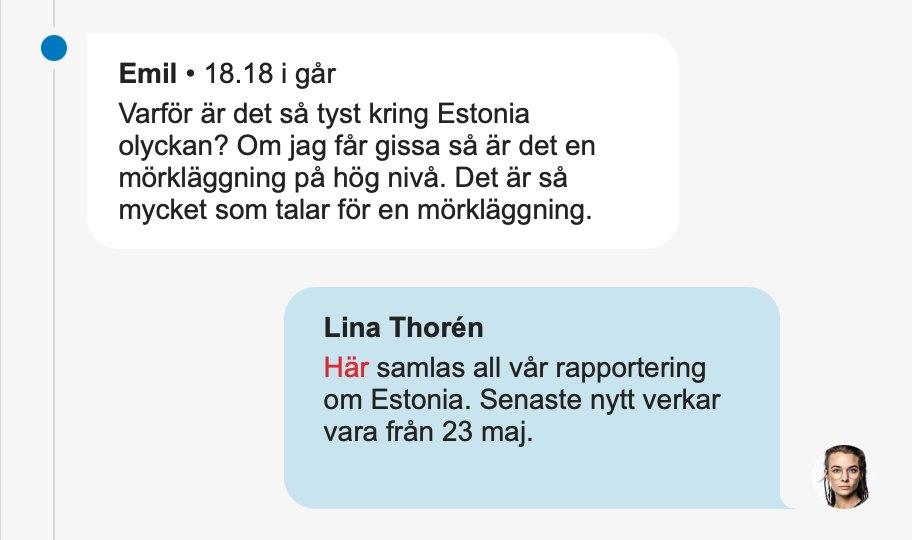 Emil • 18.18 i går
Varför är det så tyst kring Estonia
olyckan? Om jag får gissa så är det en
mörkläggning på hög nivå. Det är så
mycket som talar för en mörkläggning.
Lina Thorén
Här samlas all vår rapportering
om Estonia. Senaste nytt verkar
vara från 23 maj.